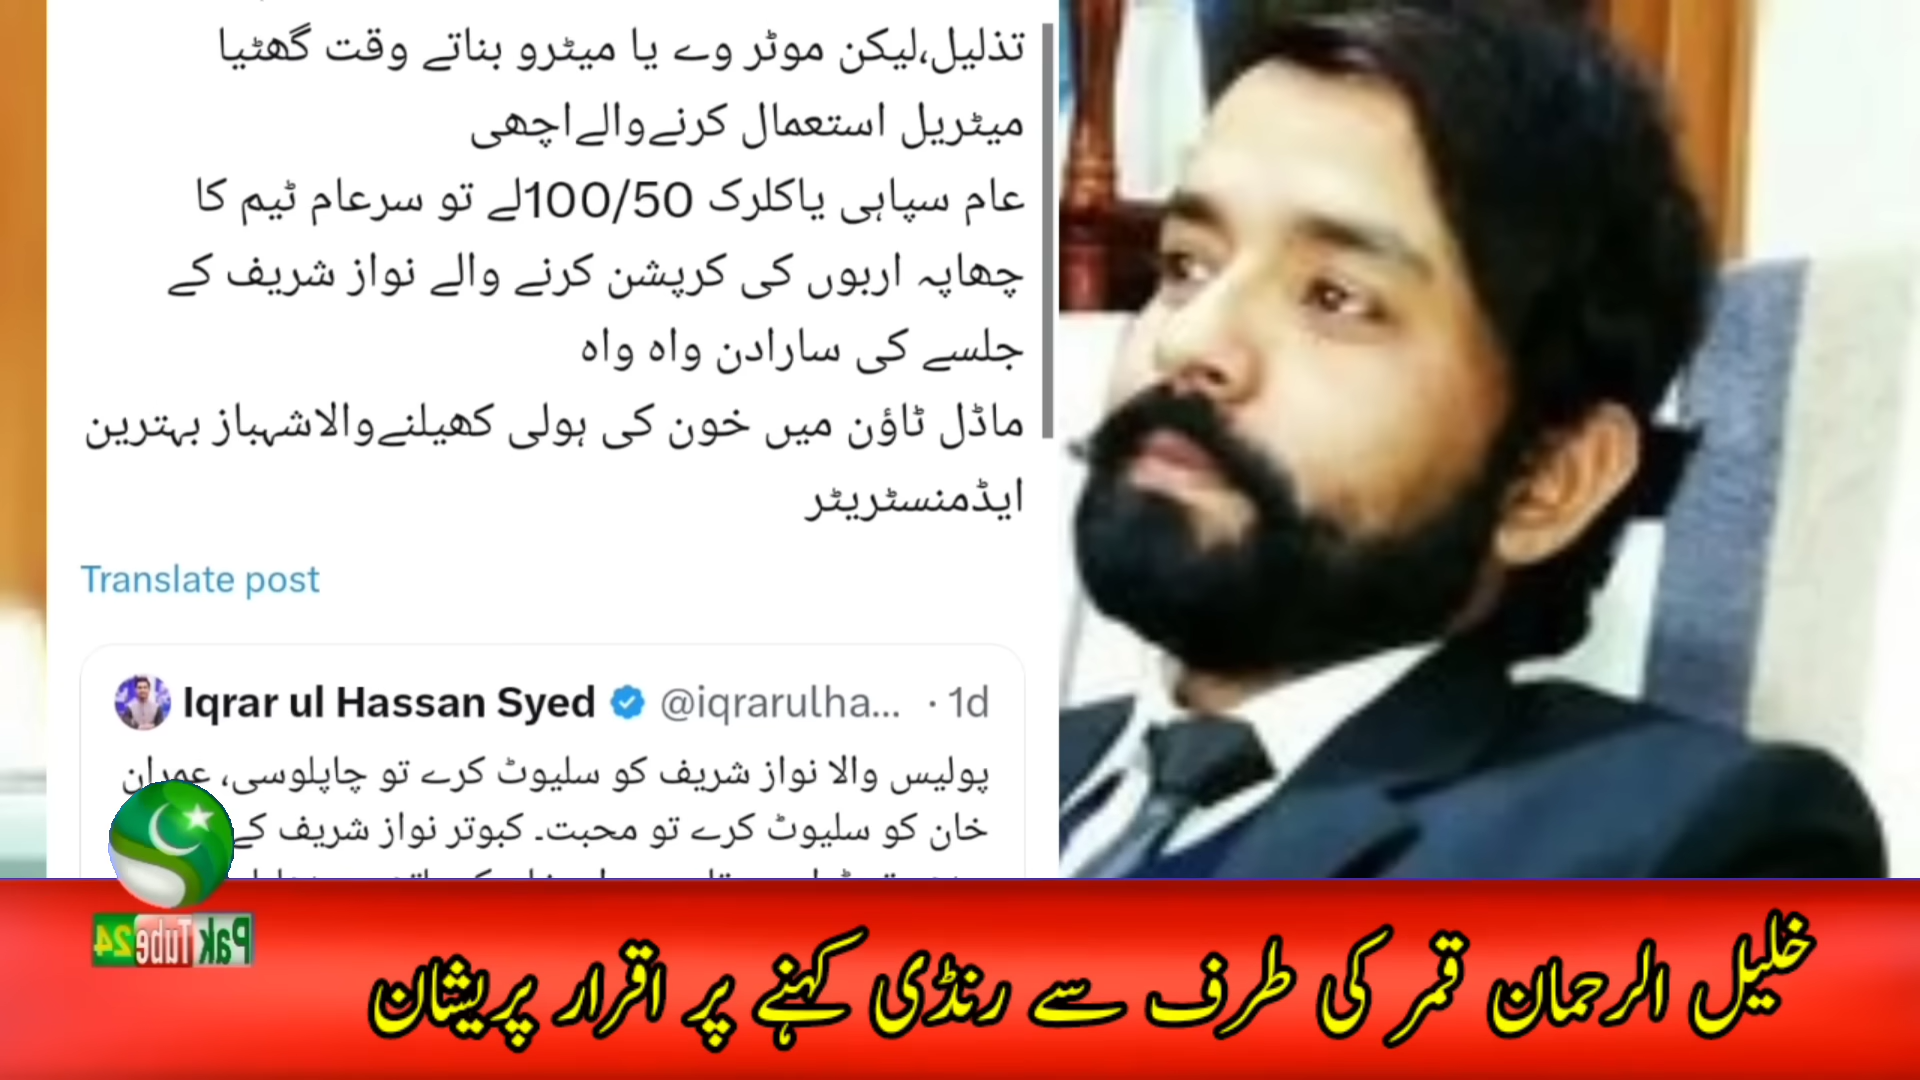 تذلیل،لیکن موٹر وے یا میٹرو بناتے وقت گھٹیا
میٹریل استعمال کرنےوالےاچھی
عام سپاہی یاکلرک 100/50لے تو سرعام ٹیم کا
چھاپہ اربوں کی کرپشن کرنے والے نواز شریف کے
جلسے کی سارادن واہ واہ
ماڈل ٹاؤن میں خون کی ہولی کھیلنےوالاشہباز بہترین
ایڈمنسٹریٹر
Translate post
Iqrar ul Hassan Syed @iqrarulha... · 1d
پولیس والا نواز شریف کو سلیوٹ کرے تو چاپلوسی، عمران
خان کو سلیوٹ کرے تو محبت۔ کبوتر نواز شریف کے
Pak Tube 24
خلیل الرحمان قمر کی طرف سے رنڈی کہنے پر اقرار پریشان